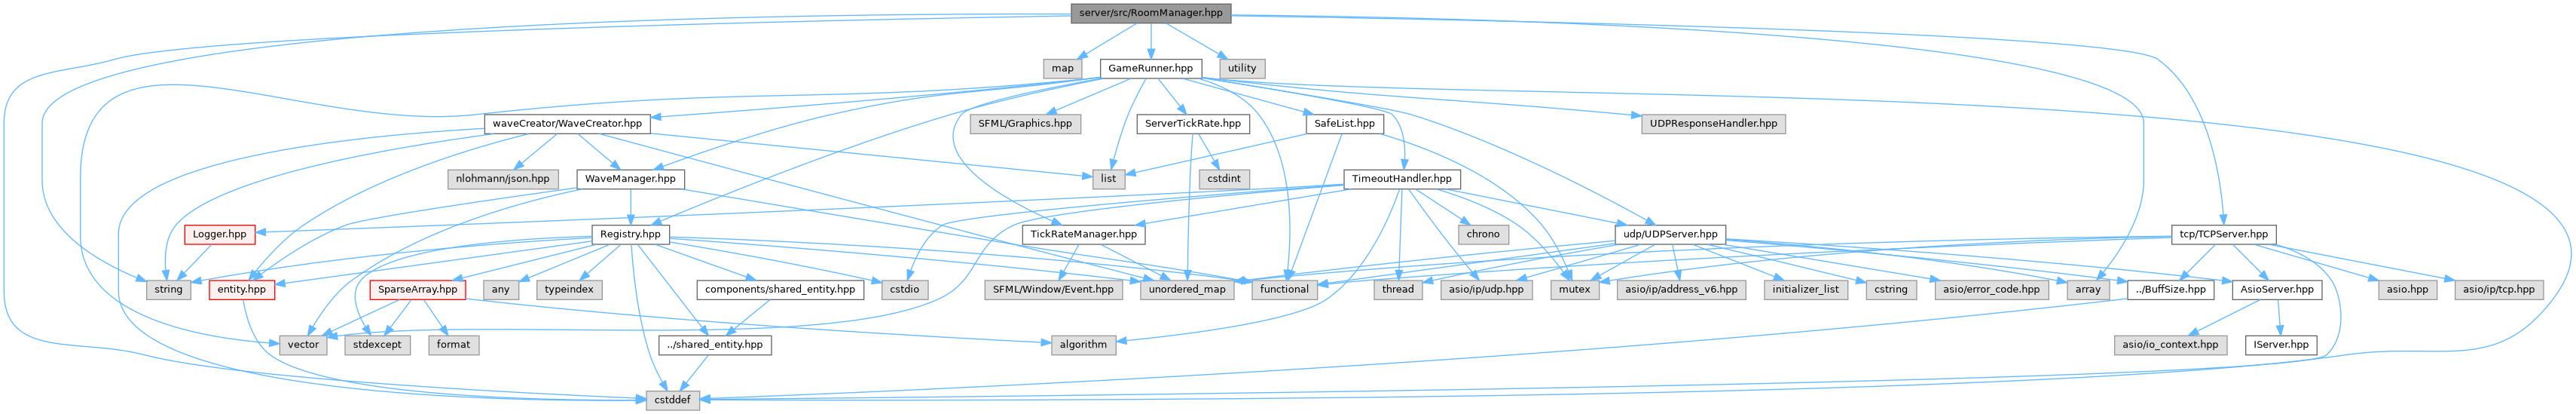 server/src/RoomManager.hpp
map
GameRunner.hpp
utility
waveCreator/WaveCreator.hpp
SFML/Graphics.hpp
ServerTickRate.hpp
SafeList.hpp
UDPResponseHandler.hpp
nlohmann/json.hpp
WaveManager.hpp
list
cstdint
TimeoutHandler.hpp
Logger.hpp
Registry.hpp
TickRateManager.hpp
chrono
udp/UDPServer.hpp
tcp/TCPServer.hpp
string
entity.hpp
SparseArray.hpp
any
typeindex
components/shared_entity.hpp
cstdio
SFML/Window/Event.hpp
unordered_map
functional
thread
asio/ip/udp.hpp
mutex
asio/ip/address_v6.hpp
initializer_list
cstring
asio/error_code.hpp
array
../BuffSize.hpp
AsioServer.hpp
asio.hpp
asio/ip/tcp.hpp
vector
stdexcept
format
../shared_entity.hpp
algorithm
asio/io_context.hpp
IServer.hpp
cstddef